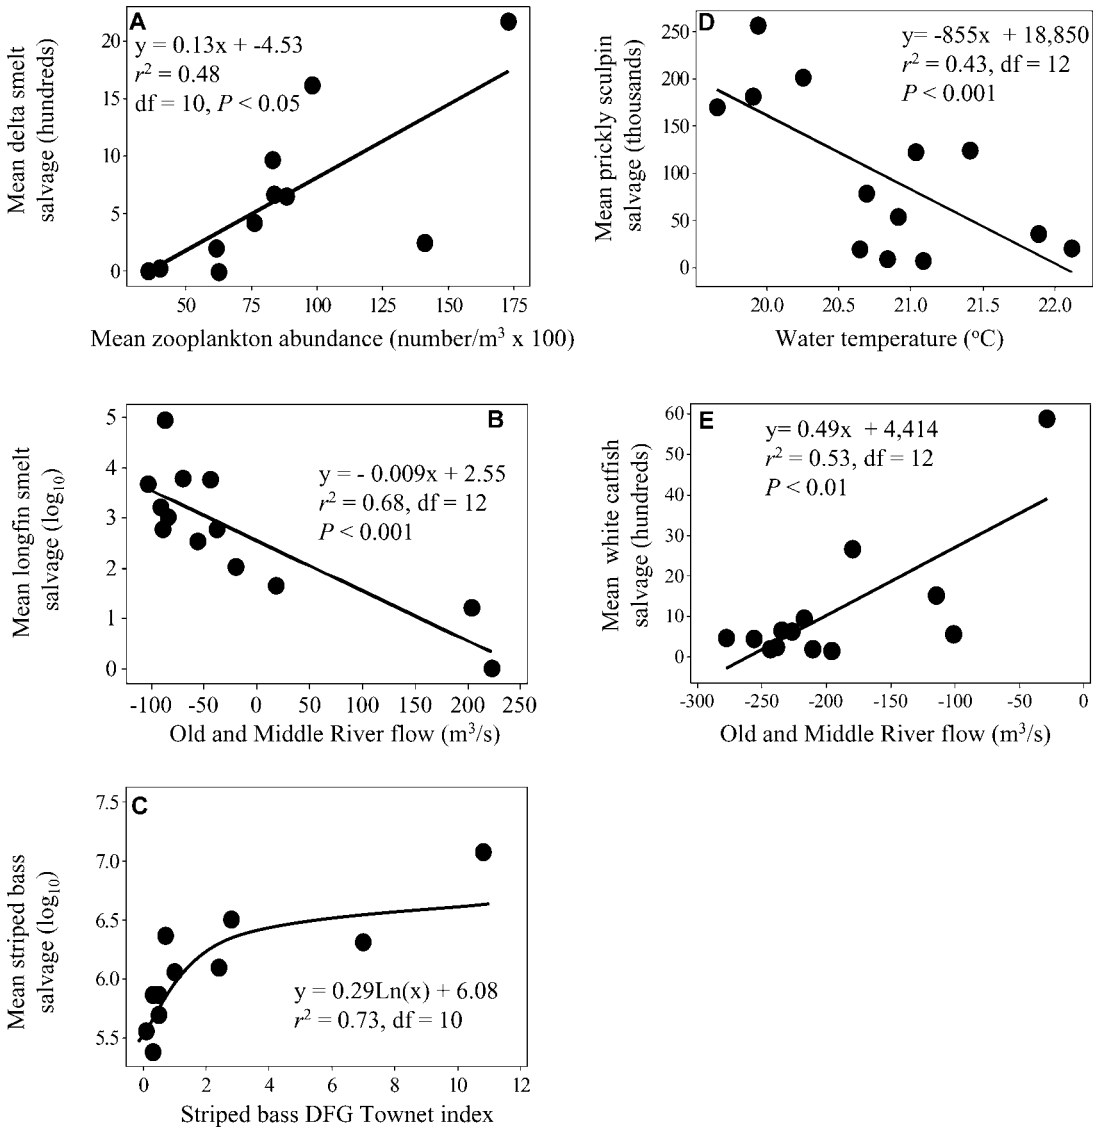 A
y = 0.13x + -4.53
r² = 0.48
df = 10, P < 0.05
Mean delta smelt
salvage (hundreds)
20
15
10
5
0
50 75 100 125 150 175
Mean zooplankton abundance (number/m³ x 100)
D
y= -855x + 18,850
r² = 0.43, df = 12
P < 0.001
Mean prickly sculpin
salvage (thousands)
250
200
150
100
50
0
20.0 20.5 21.0 21.5 22.0
Water temperature (°C)
B
y = - 0.009x + 2.55
r² = 0.68, df = 12
P < 0.001
Mean longfin smelt
salvage (log₁₀)
5
4
3
2
1
0
-100 -50 0 50 100 150 200 250
Old and Middle River flow (m³/s)
E
y= 0.49x + 4,414
r² = 0.53, df = 12
P < 0.01
Mean white catfish
salvage (hundreds)
60
50
40
30
20
10
0
-300 -250 -200 -150 -100 -50 0
Old and Middle River flow (m³/s)
C
y = 0.29Ln(x) + 6.08
r² = 0.73, df = 10
Mean striped bass
salvage (log₁₀)
7.5
7.0
6.5
6.0
5.5
0 2 4 6 8 10 12
Striped bass DFG Townet index